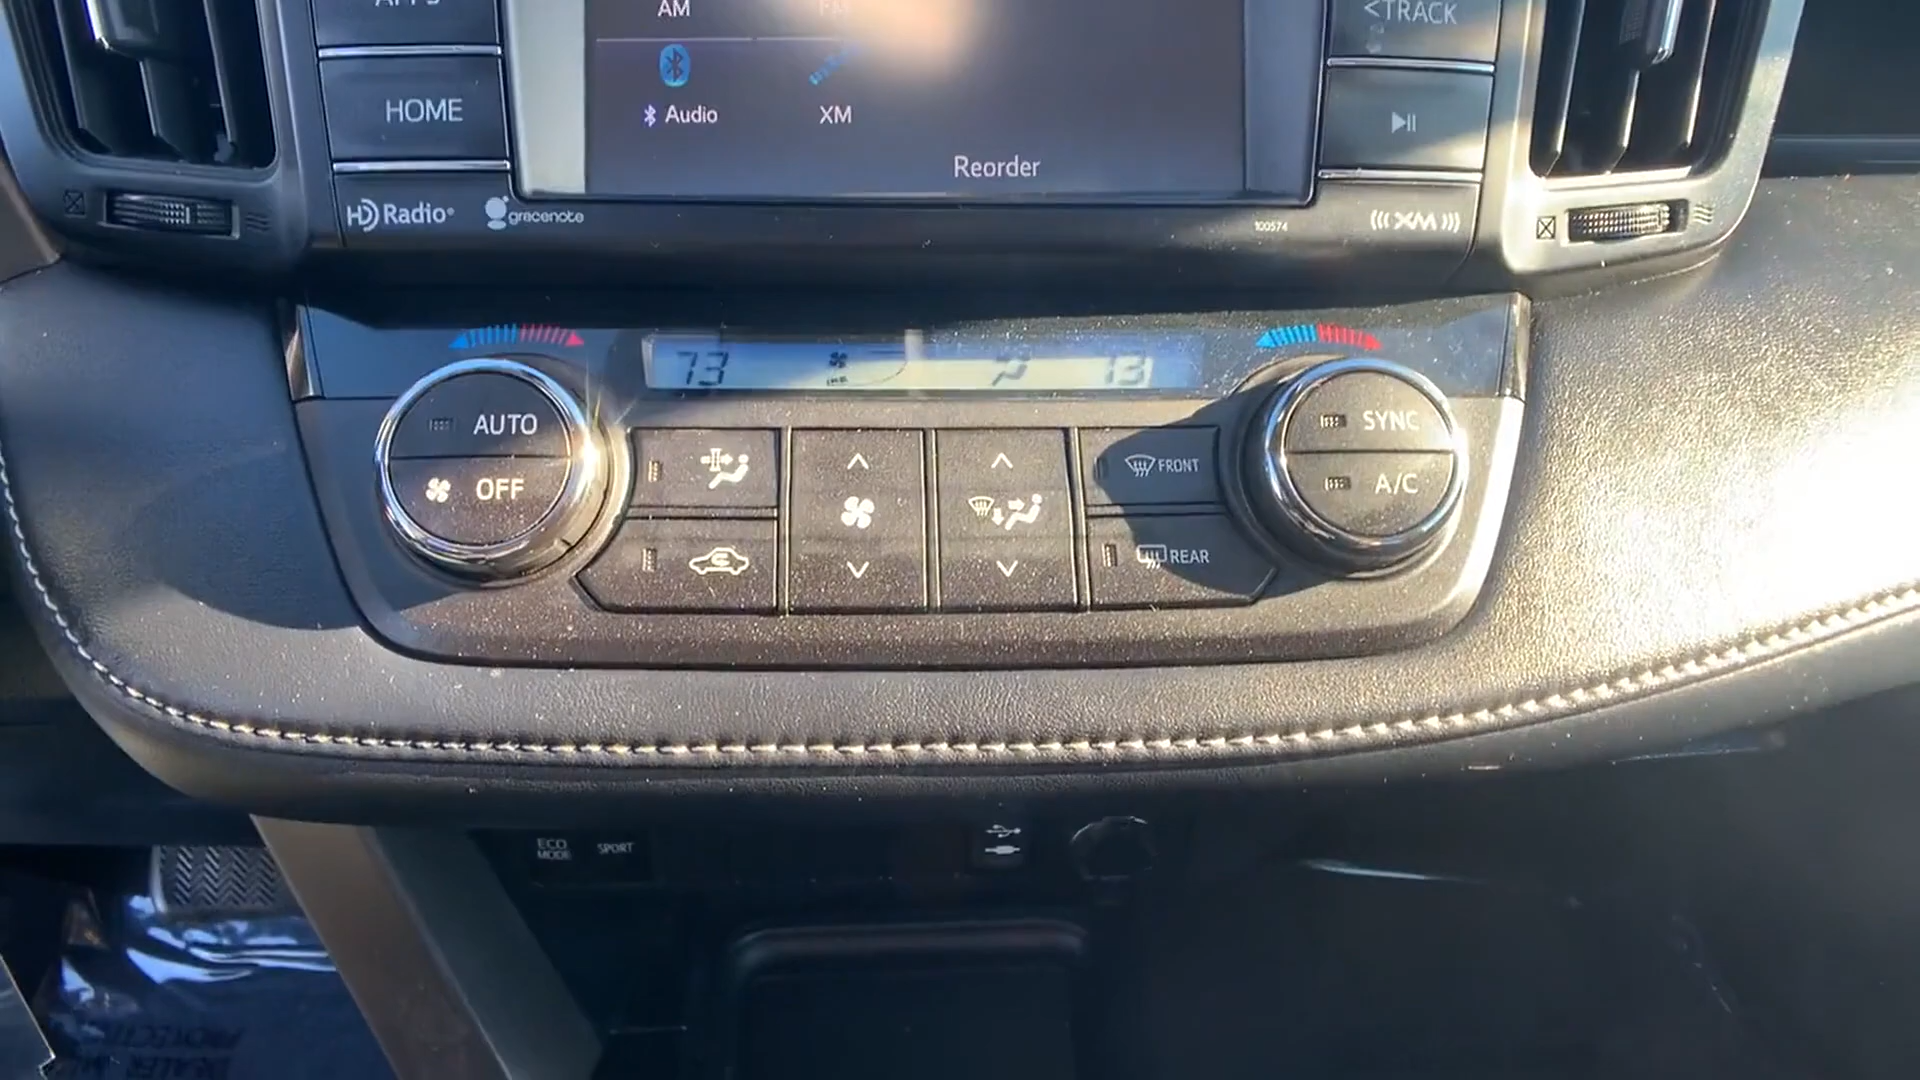 AM
<TRACK
HOME
Audio
XM
Reorder
HD Radio
gracenote
100574
((( XM )))
73
AUTO
OFF
FRONT
REAR
SYNC
A/C
ECO
MODE
SPORT